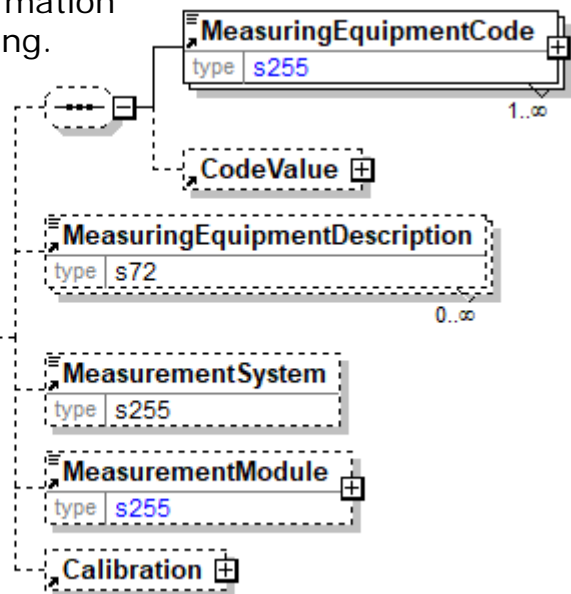 rmation
ng.
MeasuringEquipmentCode
type s255
1..∞
CodeValue
MeasuringEquipmentDescription
type s72
0..∞
MeasurementSystem
type s255
MeasurementModule
type s255
Calibration